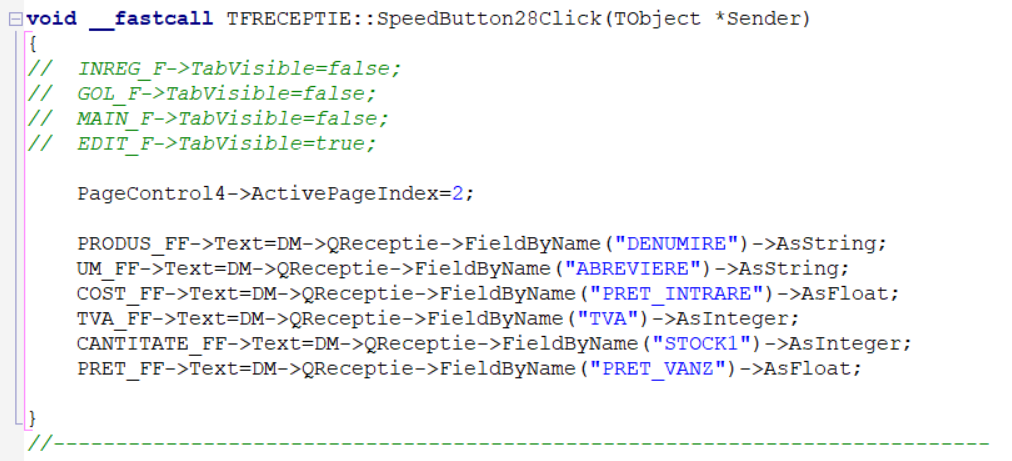 void __fastcall TFRECEPTIE::SpeedButton28Click(TObject *Sender)
{
//  INREG_F->TabVisible=false;
//  GOL_F->TabVisible=false;
//  MAIN_F->TabVisible=false;
//  EDIT_F->TabVisible=true;
PageControl4->ActivePageIndex=2;
PRODUS_FF->Text=DM->QReceptie->FieldByName("DENUMIRE")->AsString;
UM_FF->Text=DM->QReceptie->FieldByName("ABREVIERE")->AsString;
COST_FF->Text=DM->QReceptie->FieldByName("PRET_INTRARE")->AsFloat;
TVA_FF->Text=DM->QReceptie->FieldByName("TVA")->AsInteger;
CANTITATE_FF->Text=DM->QReceptie->FieldByName("STOCK1")->AsInteger;
PRET_FF->Text=DM->QReceptie->FieldByName("PRET_VANZ")->AsFloat;
}
//---------------------------------------------------------------------------